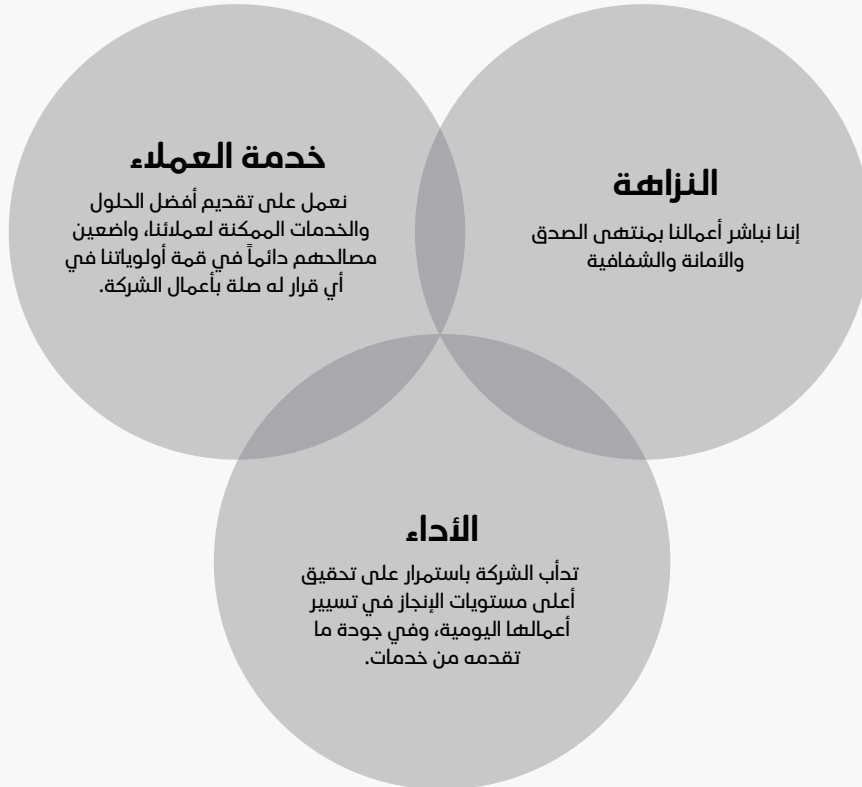 النزاهة
إننا نباشر أعمالنا بمنتهى الصدق
والأمانة والشفافية
خدمة العملاء
نعمل على تقديم أفضل الحلول
والخدمات الممكنة لعملائنا، واضعين
مصالحهم دائماً في قمة أولوياتنا في
أي قرار له صلة بأعمال الشركة.
الأداء
تدأب الشركة باستمرار على تحقيق
أعلى مستويات الإنجاز في تسيير
أعمالها اليومية، وفي جودة ما
تقدمه من خدمات.